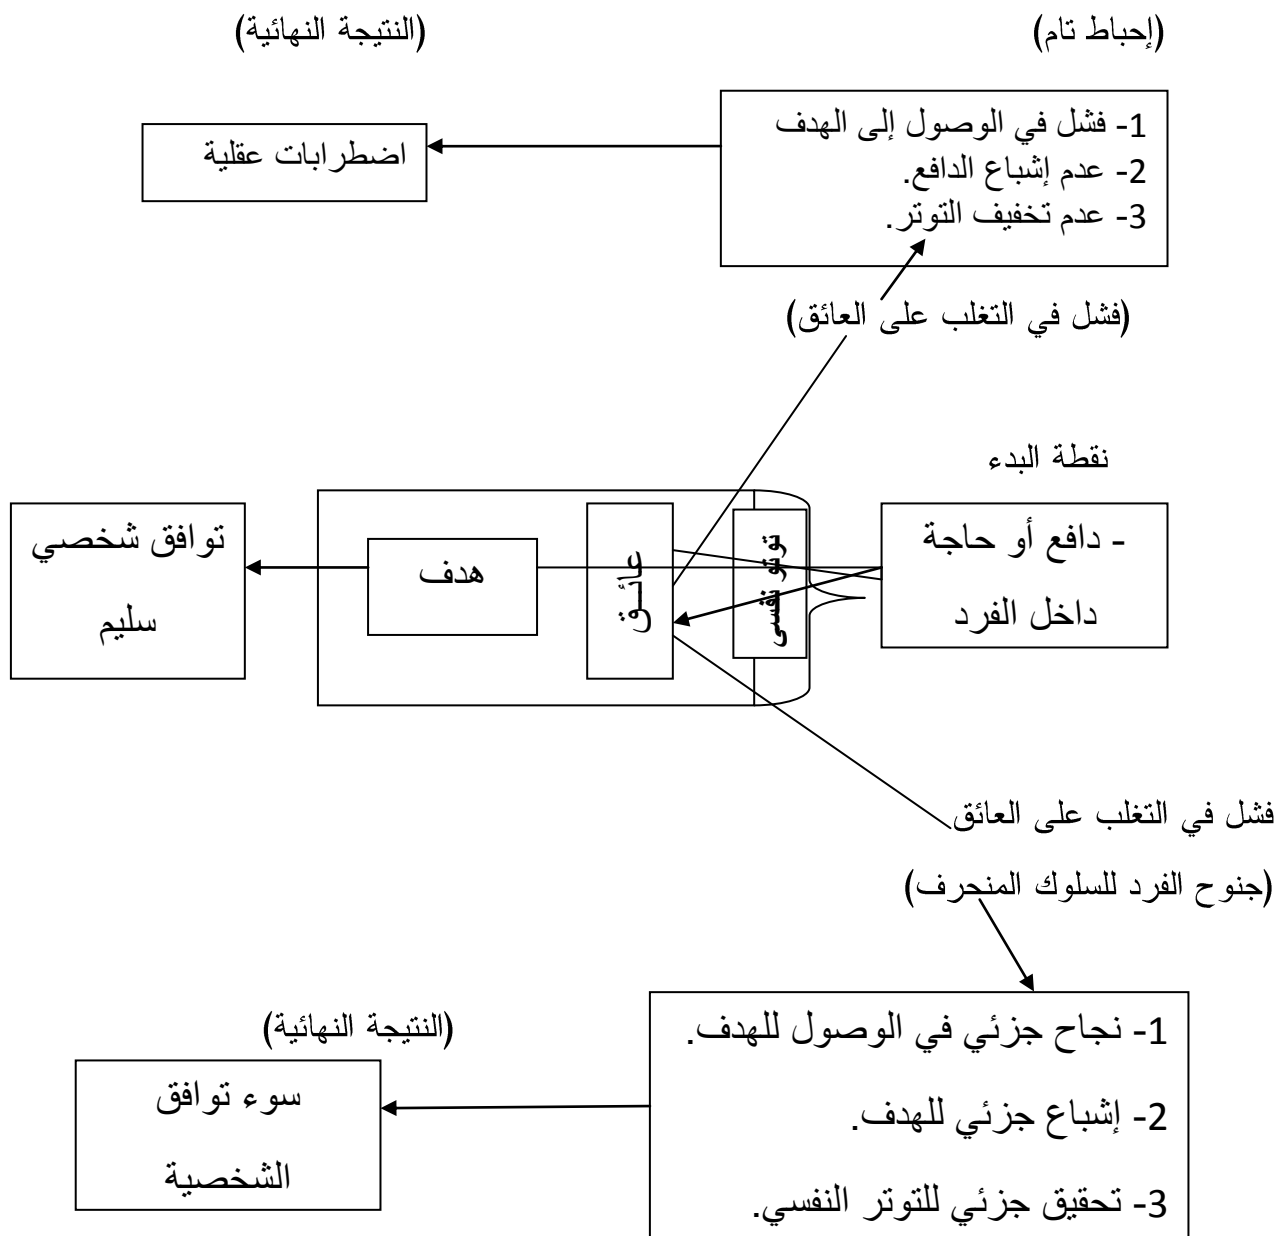 (إحباط تام)
(النتيجة النهائية)
1- فشل في الوصول إلى الهدف
2- عدم إشباع الدافع.
3- عدم تخفيف التوتر.
اضطرابات عقلية
(فشل في التغلب على العائق)
نقطة البدء
- دافع أو حاجة
داخل الفرد
توتو نفسى
عائــق
هدف
توافق شخصي
سليم
فشل في التغلب على العائق
(جنوح الفرد للسلوك المنحرف)
1- نجاح جزئي في الوصول للهدف.
2- إشباع جزئي للهدف.
3- تحقيق جزئي للتوتر النفسي.
(النتيجة النهائية)
سوء توافق
الشخصية